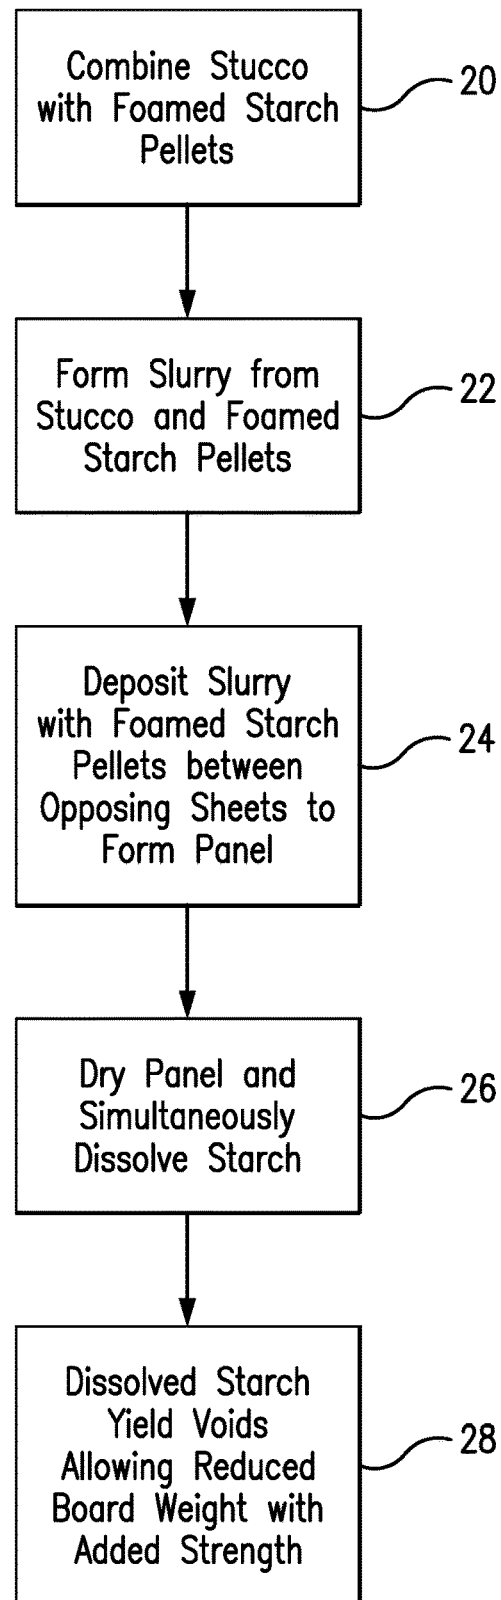 Combine Stucco
with Foamed Starch
Pellets
20
Form Slurry from
Stucco and Foamed
Starch Pellets
22
Deposit Slurry
with Foamed Starch
Pellets between
Opposing Sheets to
Form Panel
24
Dry Panel and
Simultaneously
Dissolve Starch
26
Dissolved Starch
Yield Voids
Allowing Reduced
Board Weight with
Added Strength
28